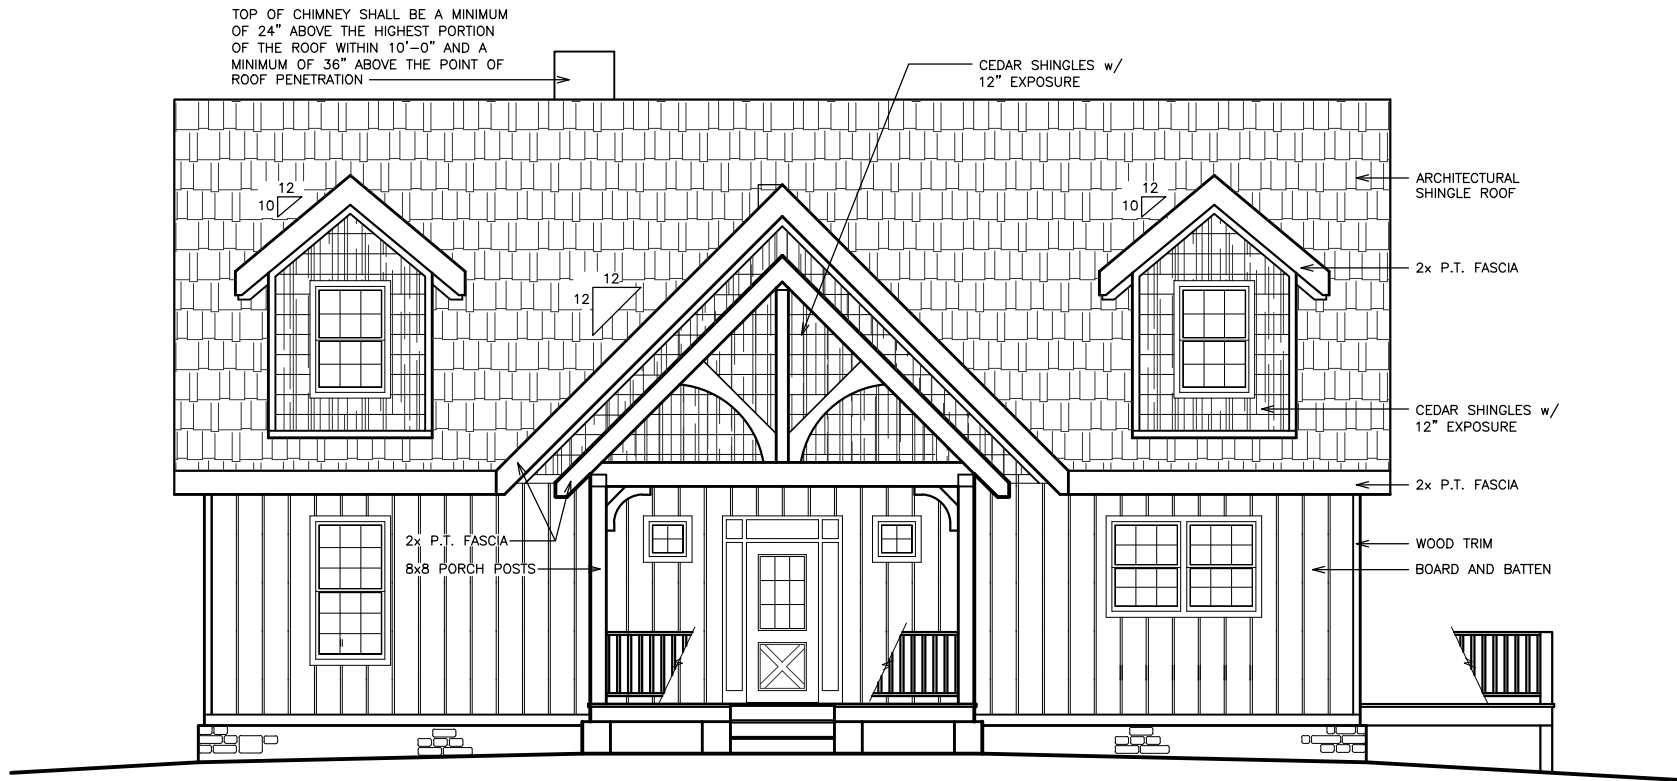 TOP OF CHIMNEY SHALL BE A MINIMUM
OF 24" ABOVE THE HIGHEST PORTION
OF THE ROOF WITHIN 10'-0" AND A
MINIMUM OF 36" ABOVE THE POINT OF
ROOF PENETRATION
CEDAR SHINGLES w/
12" EXPOSURE
ARCHITECTURAL
SHINGLE ROOF
12
10
12
10
2x P.T. FASCIA
12
12
CEDAR SHINGLES w/
12" EXPOSURE
2x P.T. FASCIA
2x P.T. FASCIA
8x8 PORCH POSTS
WOOD TRIM
BOARD AND BATTEN